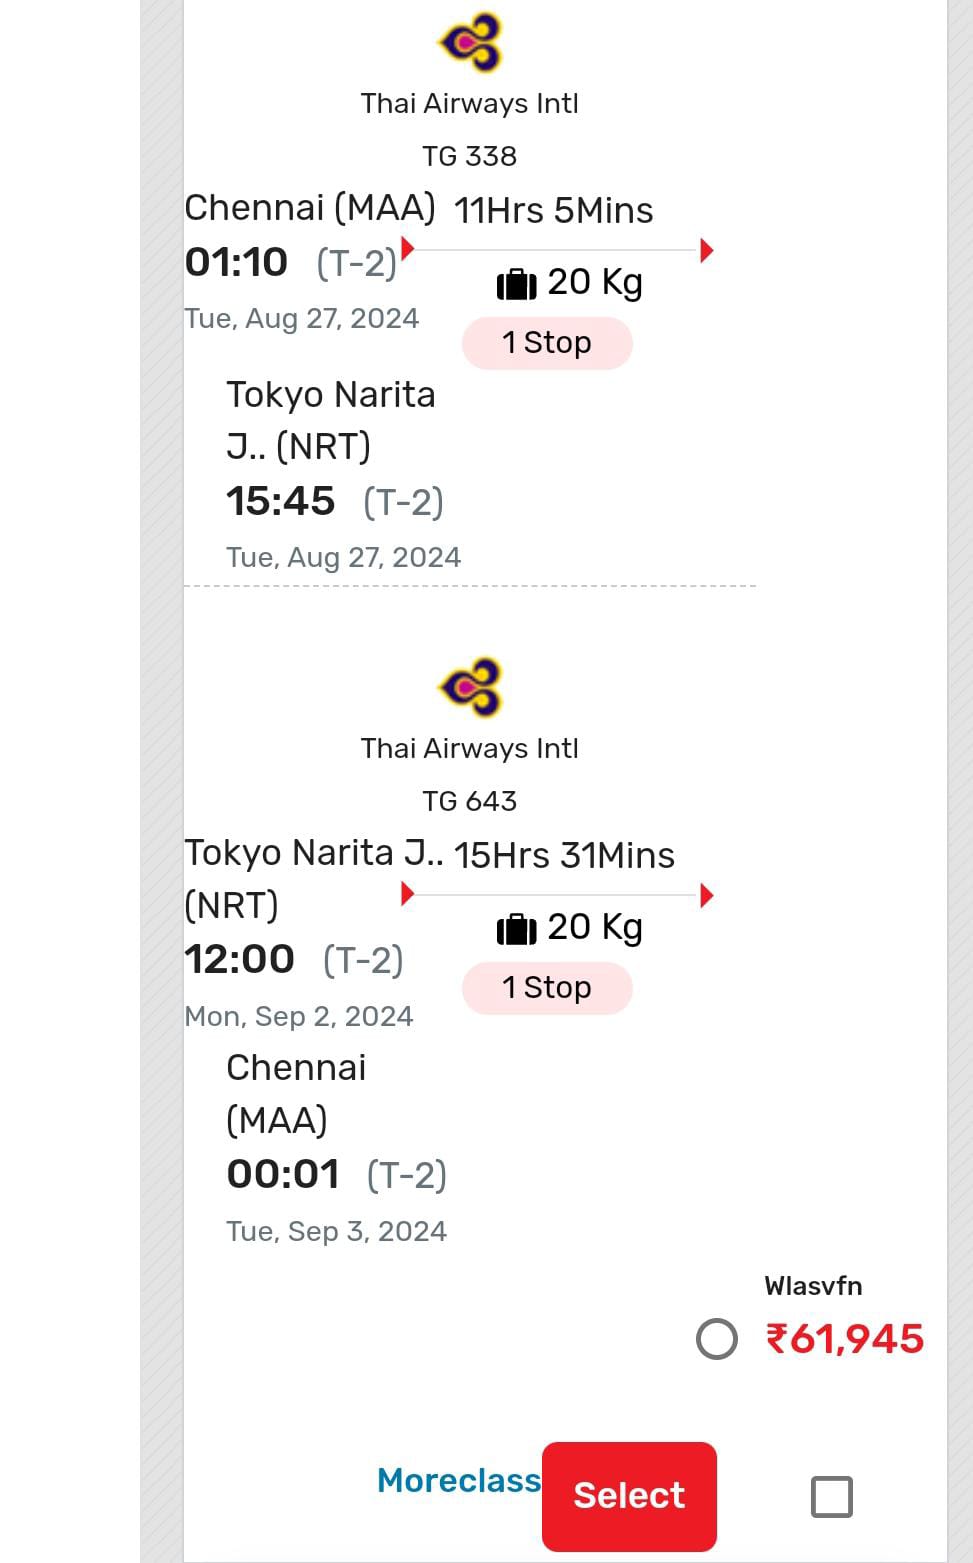 Thai Airways Intl
TG 338
Chennai (MAA)
11Hrs 5Mins
01:10 (T-2)
20 Kg
Tue, Aug 27, 2024
1 Stop
Tokyo Narita
J.. (NRT)
15:45 (T-2)
Tue, Aug 27, 2024
Thai Airways Intl
TG 643
Tokyo Narita J..
15Hrs 31Mins
(NRT)
20 Kg
12:00 (T-2)
1 Stop
Mon, Sep 2, 2024
Chennai
(MAA)
00:01 (T-2)
Tue, Sep 3, 2024
Wlasvfn
₹61,945
Moreclass
Select